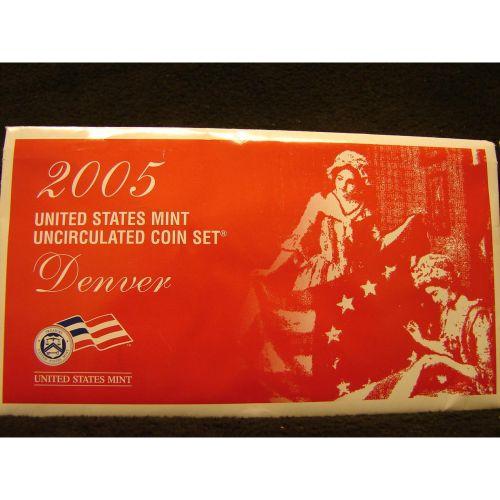 2005
UNITED STATES MINT
UNCIRCULATED COIN SET®
Denver
UNITED STATES MINT